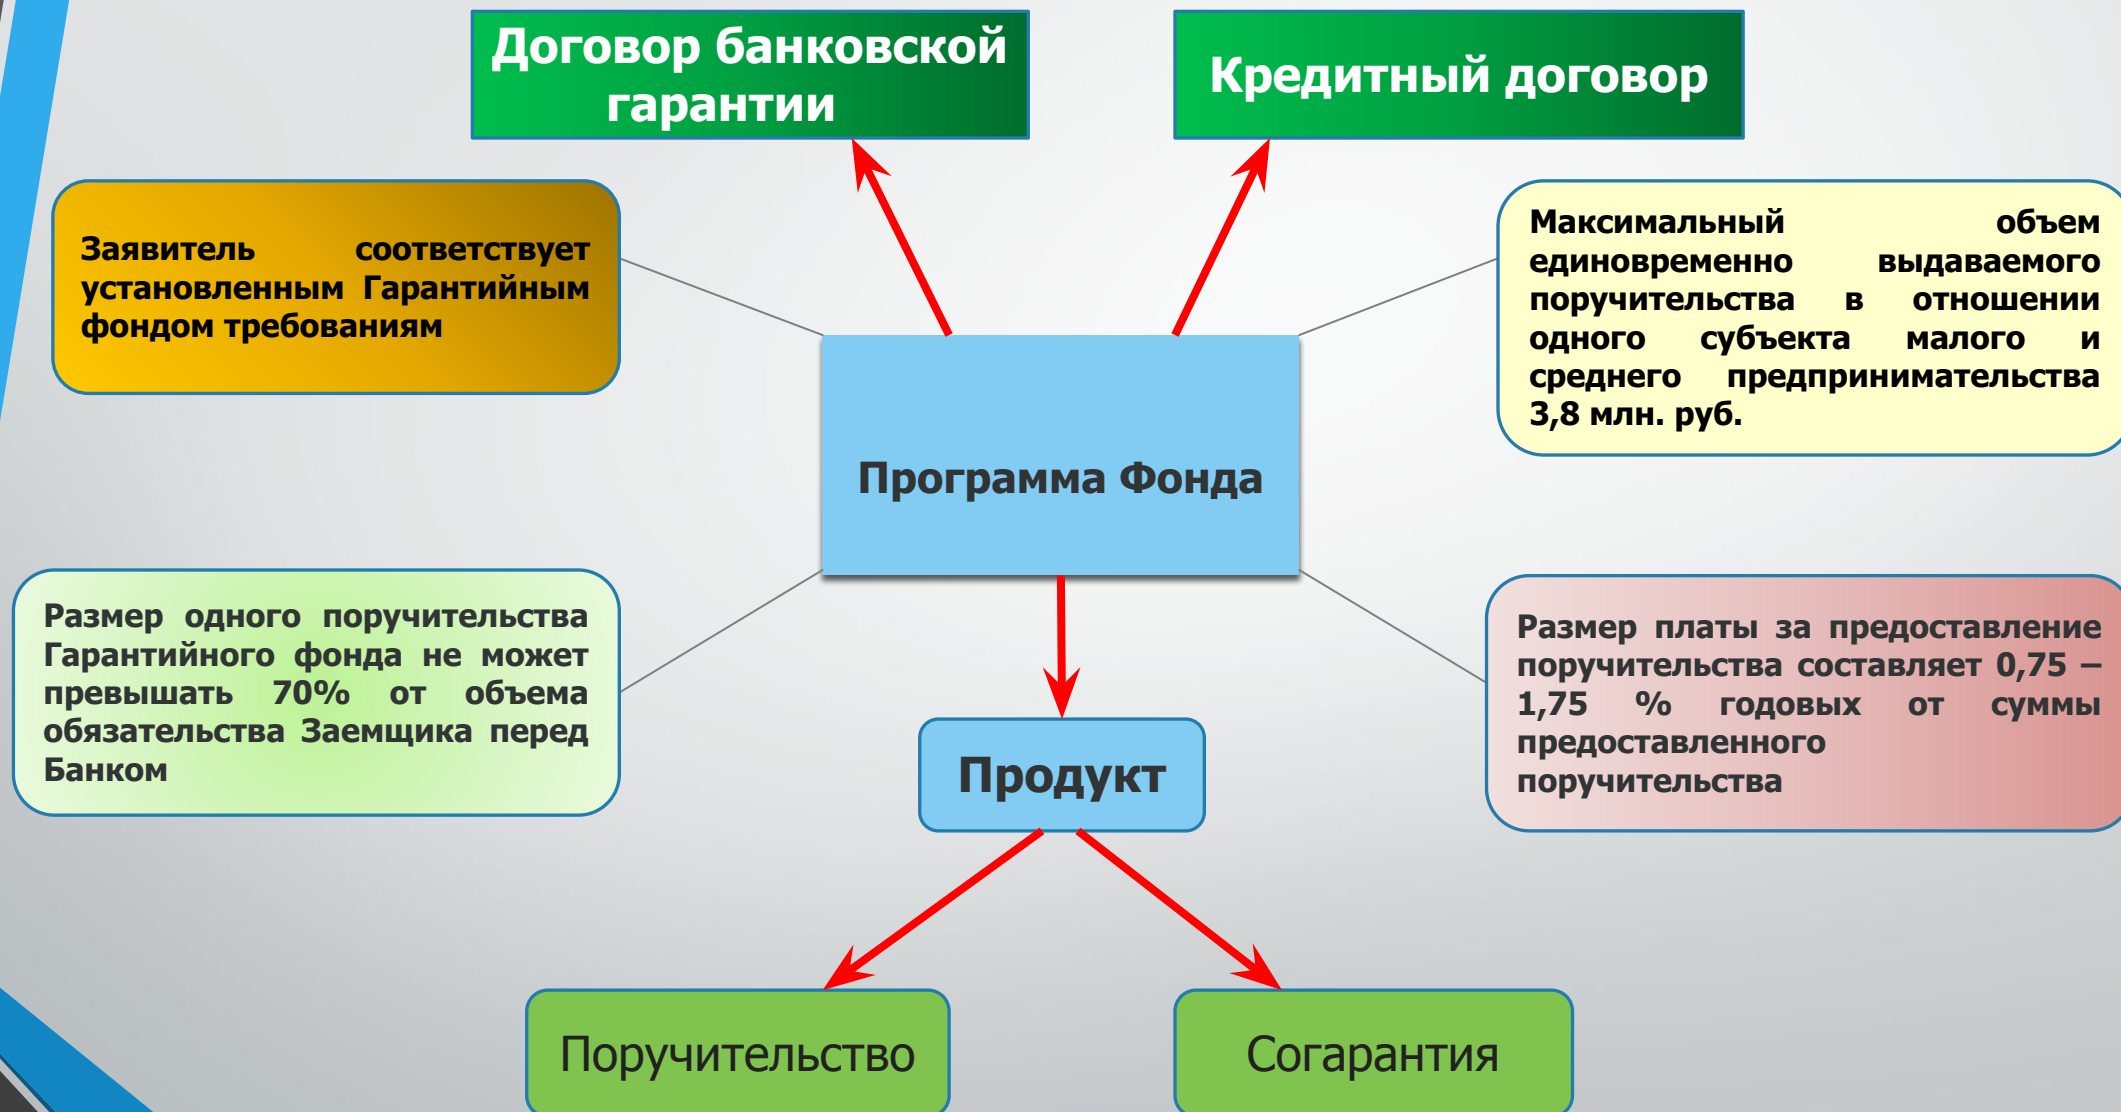 Договор банковской
гарантии
Кредитный договор
Заявитель соответствует
установленным Гарантийным
фондом требованиям
Максимальный объем
единовременно выдаваемого
поручительства в отношении
одного субъекта малого и
среднего предпринимательства
3,8 млн. руб.
Программа Фонда
Размер одного поручительства
Гарантийного фонда не может
превышать 70% от объема
обязательства Заемщика перед
Банком
Размер платы за предоставление
поручительства составляет 0,75 –
1,75 % годовых от суммы
предоставленного
поручительства
Продукт
Поручительство
Согарантия